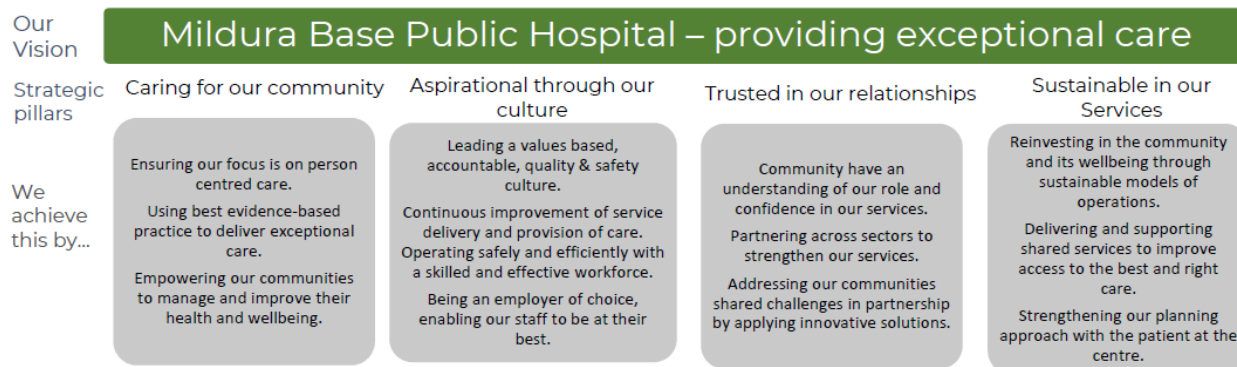 Our
Vision
Mildura Base Public Hospital – providing exceptional care
Strategic
pillars
Caring for our community
Aspirational through our
culture
Trusted in our relationships
Sustainable in our
Services
We
achieve
this by...
Ensuring our focus is on person
centred care.
Using best evidence-based
practice to deliver exceptional
care.
Empowering our communities
to manage and improve their
health and wellbeing.
Leading a values based,
accountable, quality & safety
culture.
Continuous improvement of service
delivery and provision of care.
Operating safely and efficiently with
a skilled and effective workforce.
Being an employer of choice,
enabling our staff to be at their
best.
Community have an
understanding of our role and
confidence in our services.
Partnering across sectors to
strengthen our services.
Addressing our communities
shared challenges in partnership
by applying innovative solutions.
Reinvesting in the community
and its wellbeing through
sustainable models of
operations.
Delivering and supporting
shared services to improve
access to the best and right
care.
Strengthening our planning
approach with the patient at the
centre.